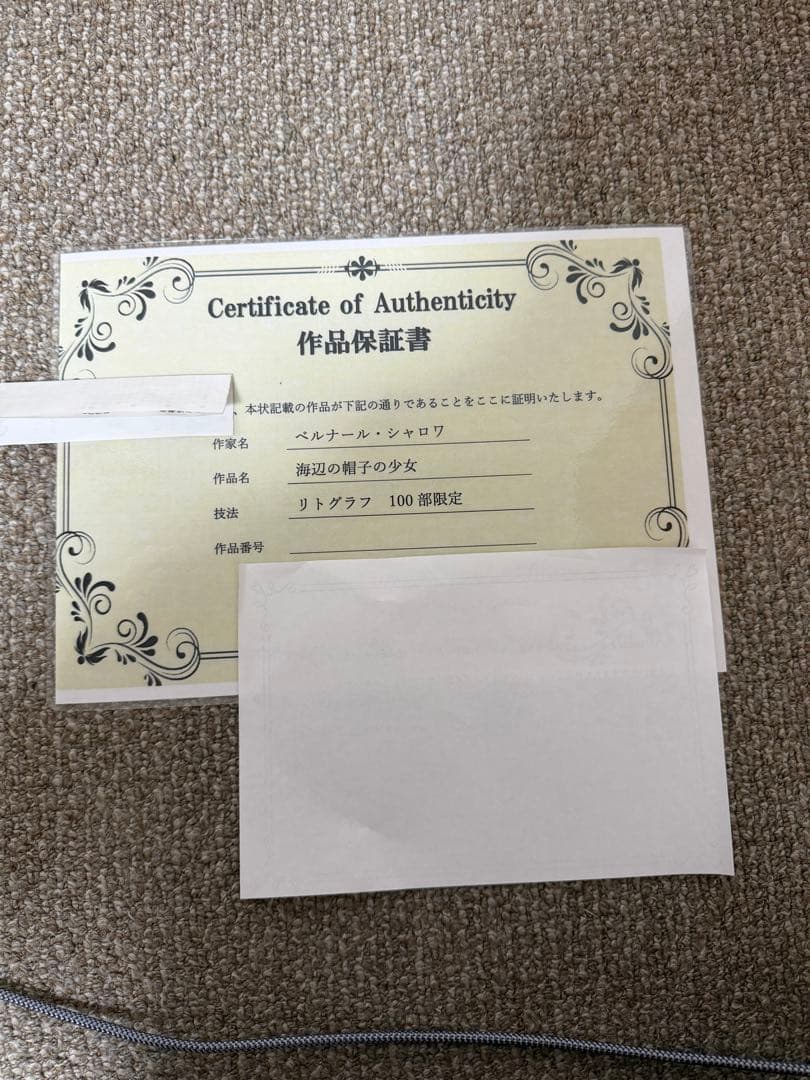 Certificate of Authenticity
作品保証書
、本状記載の作品が下記の通りであることをここに証明いたします。
作家名 ベルナール・シャロワ
作品名 海辺の帽子の少女
技法 リトグラフ 100部限定
作品番号